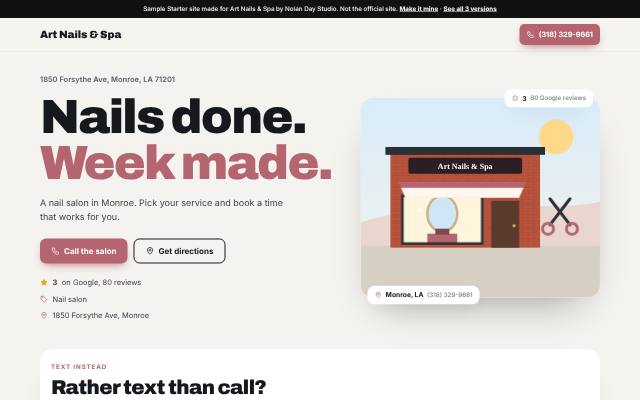 Sample Starter site made for Art Nails & Spa by Nolan Day Studio. Not the official site. Make it mine · See all 3 versions
Art Nails & Spa
(318) 329-9661
1850 Forsythe Ave, Monroe, LA 71201
Nails done.
Week made.
A nail salon in Monroe. Pick your service and book a time
that works for you.
Call the salon
Get directions
3 on Google, 80 reviews
Nail salon
1850 Forsythe Ave, Monroe
3 80 Google reviews
Art Nails & Spa
Monroe, LA (318) 329-9661
TEXT INSTEAD
Rather text than call?